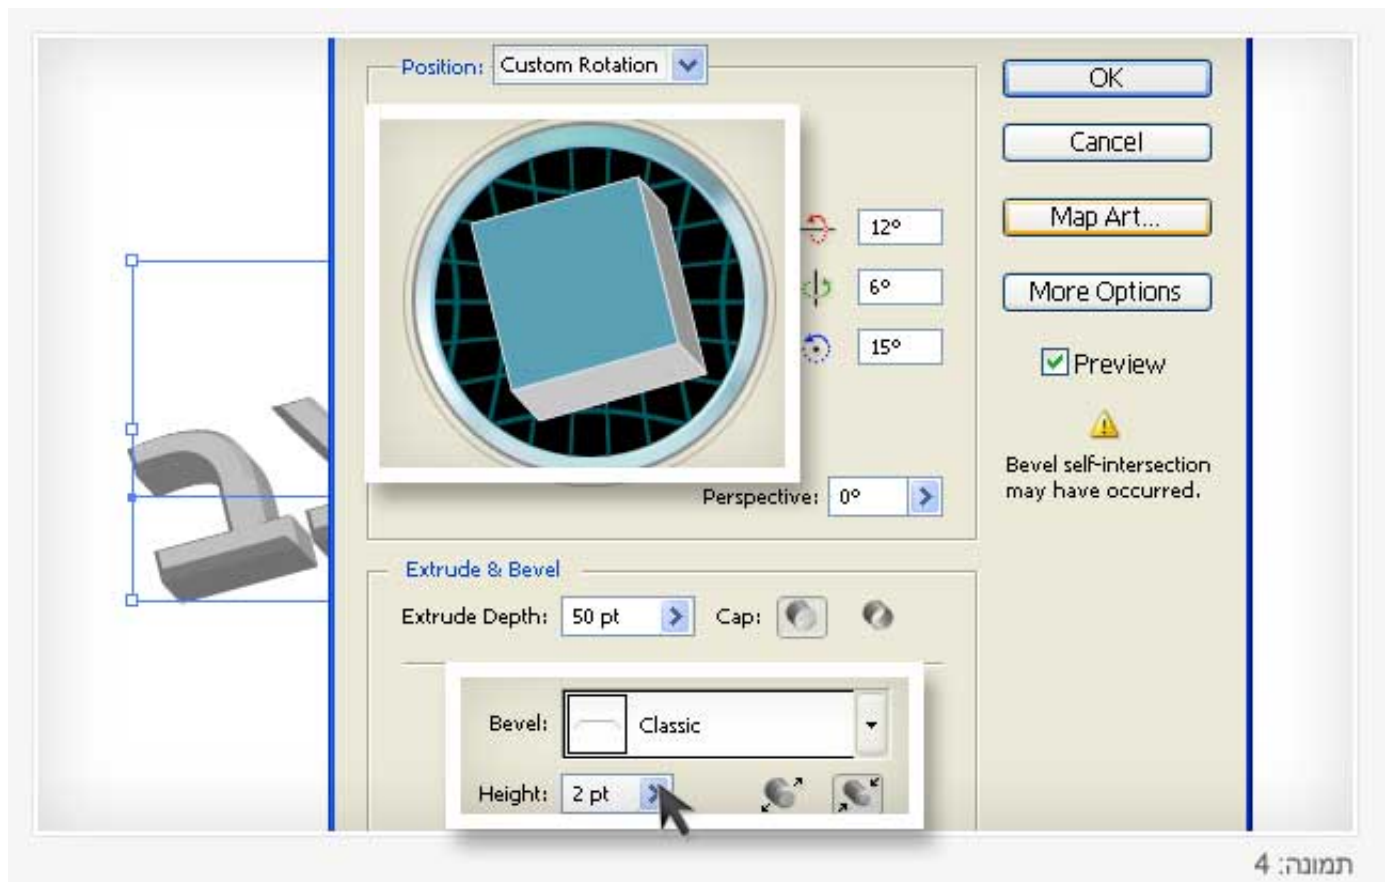 Position: Custom Rotation
OK
Cancel
Map Art...
More Options
Preview
Bevel self-intersection
may have occurred.
12°
6°
15°
Perspective: 0°
Extrude & Bevel
Extrude Depth: 50 pt Cap:
Bevel: Classic
Height: 2 pt
תמונה: 4